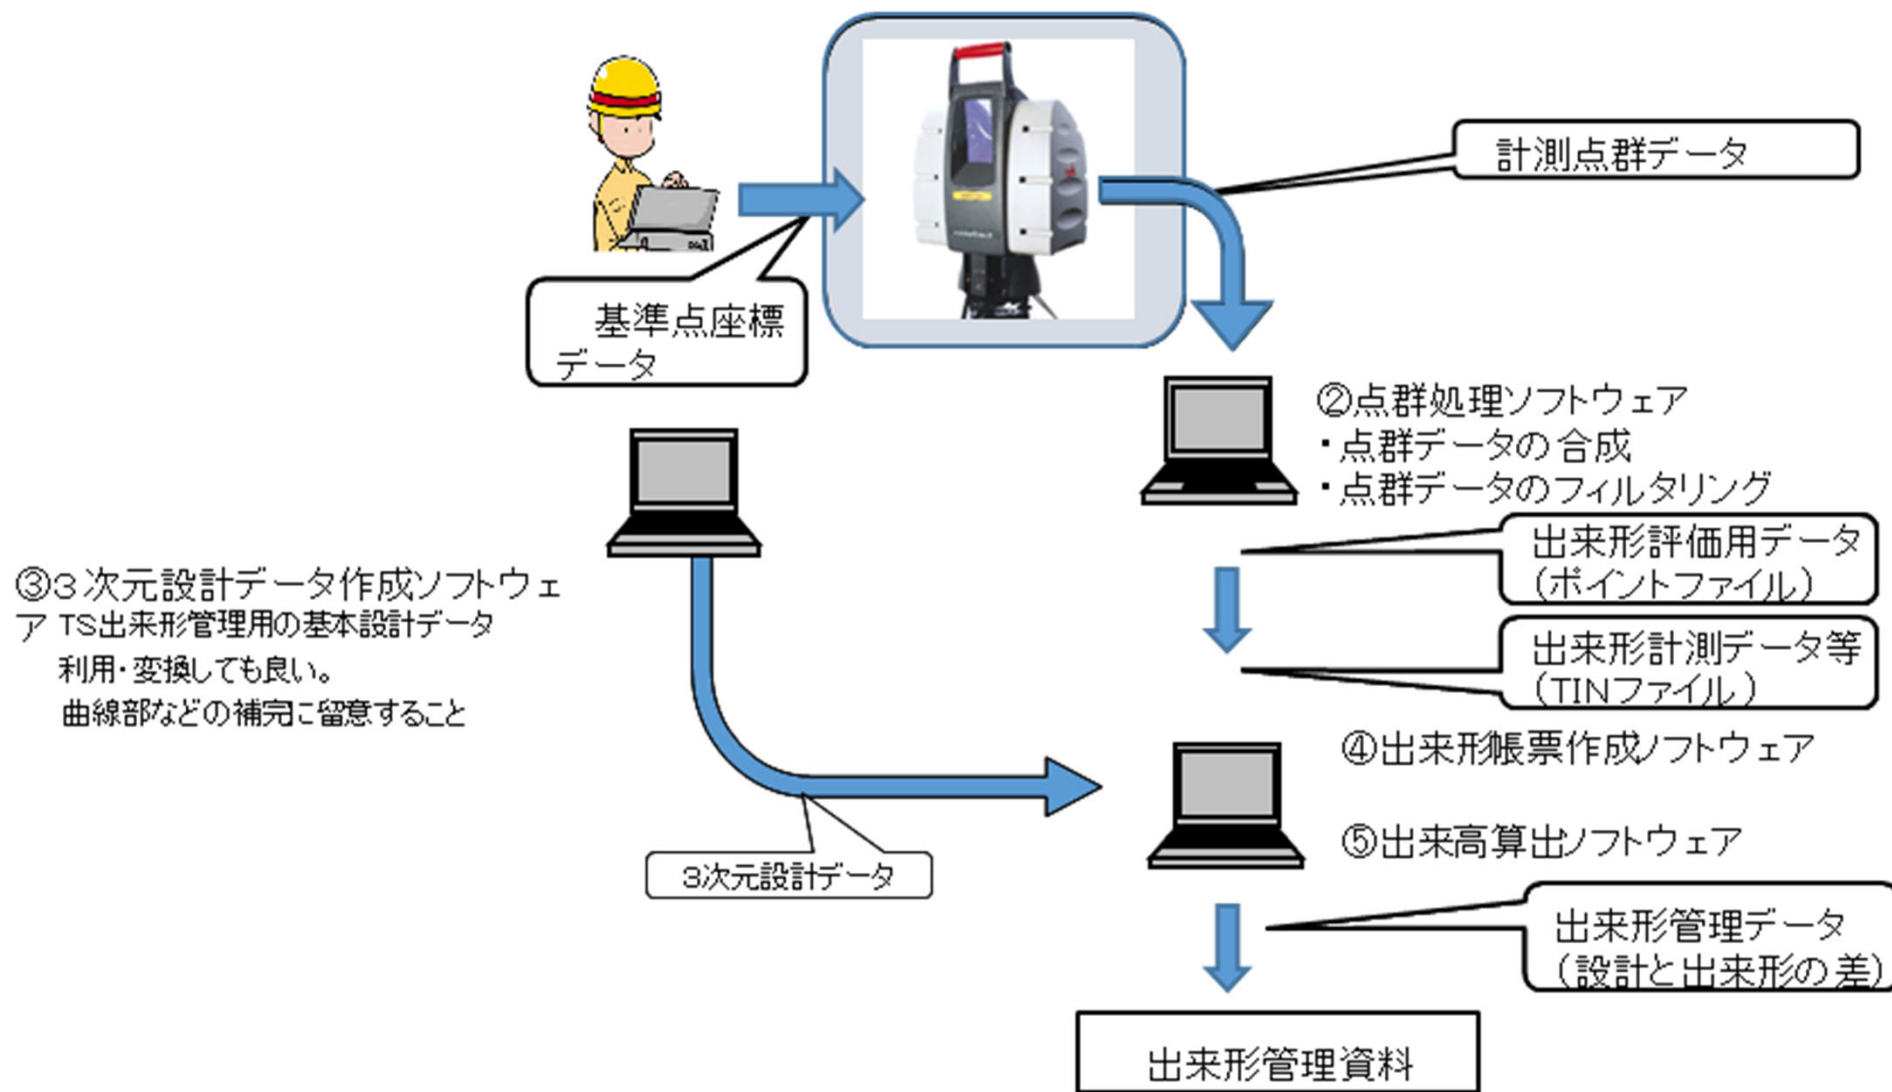 計測点群データ
基準点座標
データ
②点群処理ソフトウェア
・点群データの合成
・点群データのフィルタリング
出来形評価用データ
(ポイントファイル)
③3次元設計データ作成ソフトウェ
ア TS出来形管理用の基本設計データ
利用・変換しても良い。
曲線部などの補完に留意すること
出来形計測データ等
(TINファイル)
④出来形帳票作成ソフトウェア
⑤出来高算出ソフトウェア
3次元設計データ
出来形管理データ
(設計と出来形の差)
出来形管理資料